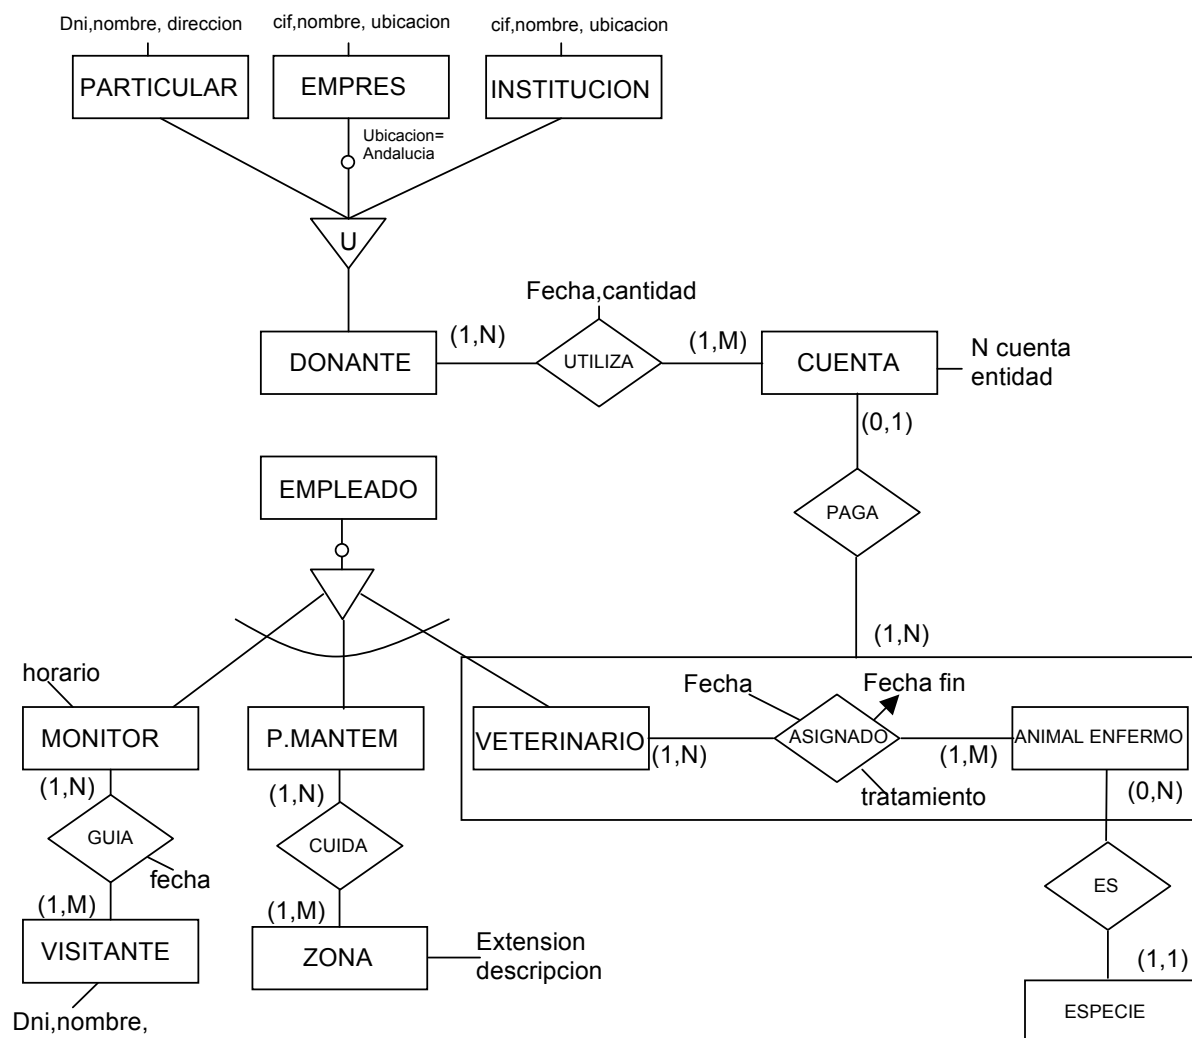 Dni,nombre, direccion
cif,nombre, ubicacion
cif,nombre, ubicacion
PARTICULAR
EMPRES
INSTITUCION
Ubicacion=
Andalucia
U
Fecha,cantidad
(1,N)
(1,M)
DONANTE
UTILIZA
CUENTA
N cuenta
entidad
(0,1)
EMPLEADO
PAGA
(1,N)
horario
Fecha
Fecha fin
MONITOR
P.MANTEM
VETERINARIO
(1,N)
ASIGNADO
(1,M)
ANIMAL ENFERMO
(1,N)
(1,N)
tratamiento
(0,N)
GUIA
CUIDA
fecha
ES
(1,M)
(1,M)
VISITANTE
ZONA
Extension
descripcion
(1,1)
Dni,nombre,
ESPECIE